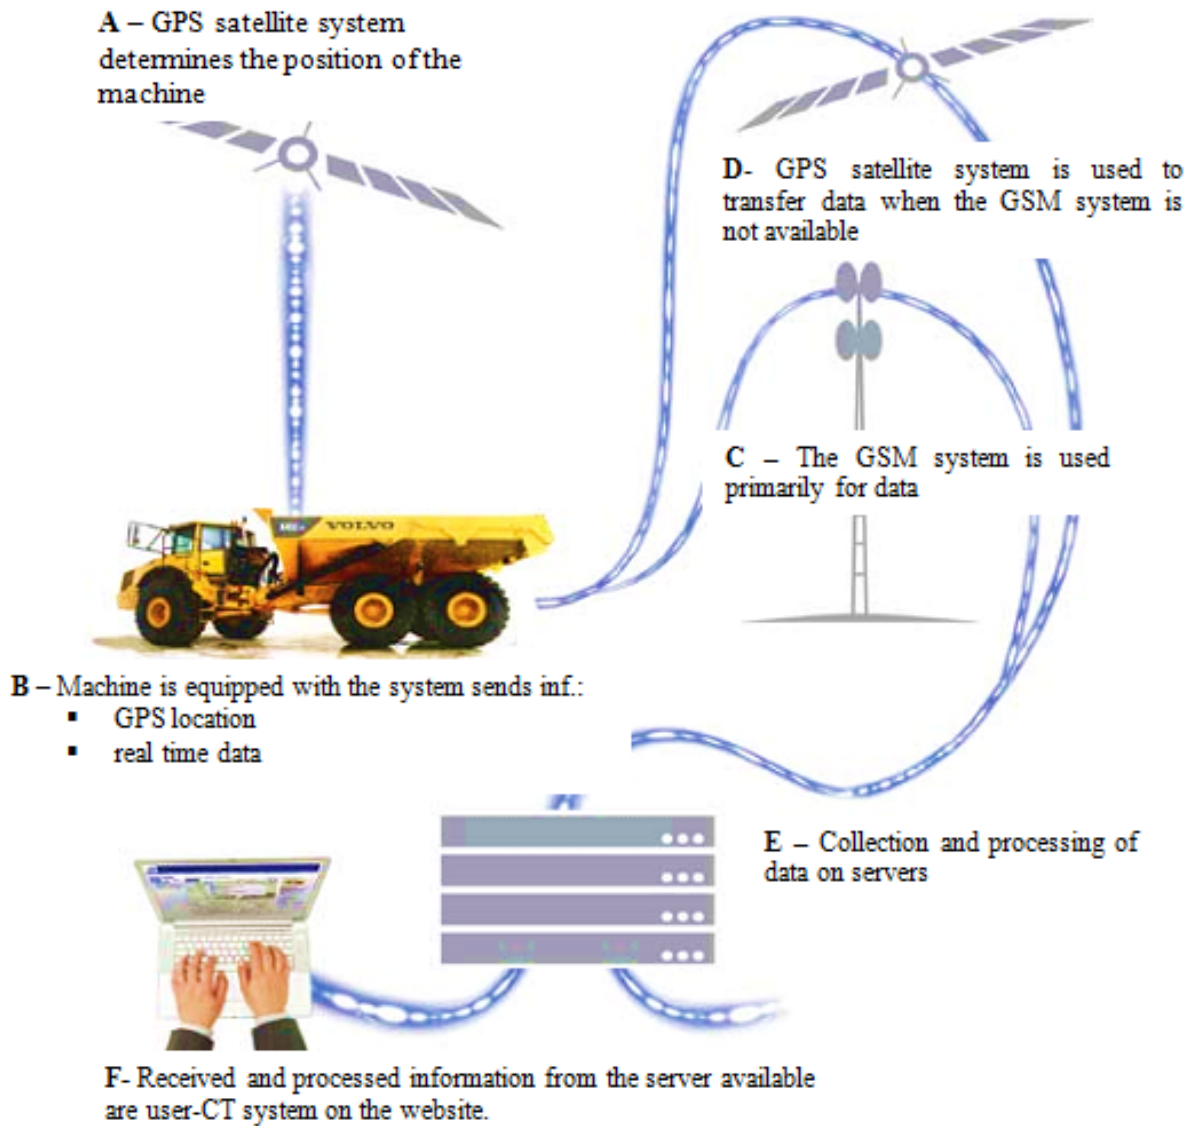 A – GPS satellite system
determines the position of the
machine
D- GPS satellite system is used to
transfer data when the GSM system is
not available
C – The GSM system is used
primarily for data
VOLVO
B – Machine is equipped with the system sends inf.:
▪ GPS location
▪ real time data
E – Collection and processing of
data on servers
F- Received and processed information from the server available
are user-CT system on the website.